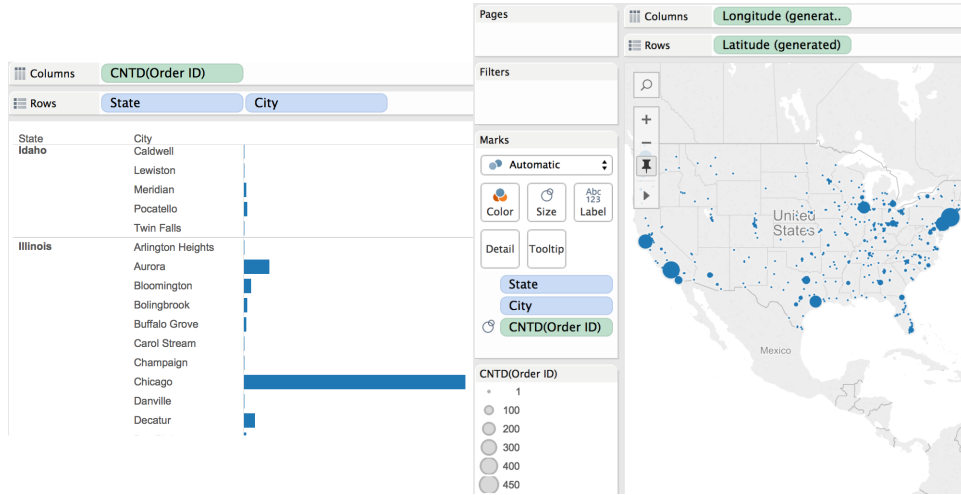 Columns CNTD(Order ID)
Rows State City
State City
Idaho Caldwell
Lewiston
Meridian
Pocatello
Twin Falls
Illinois Arlington Heights
Aurora
Bloomington
Bolingbrook
Buffalo Grove
Carol Stream
Champaign
Chicago
Danville
Decatur
Pages
Filters
Marks
Automatic
Color Size Abc 123 Label
Detail Tooltip
State
City
CNTD(Order ID)
CNTD(Order ID)
1
100
200
300
400
450
Columns Longitude (generat..
Rows Latitude (generated)
United
States
Mexico